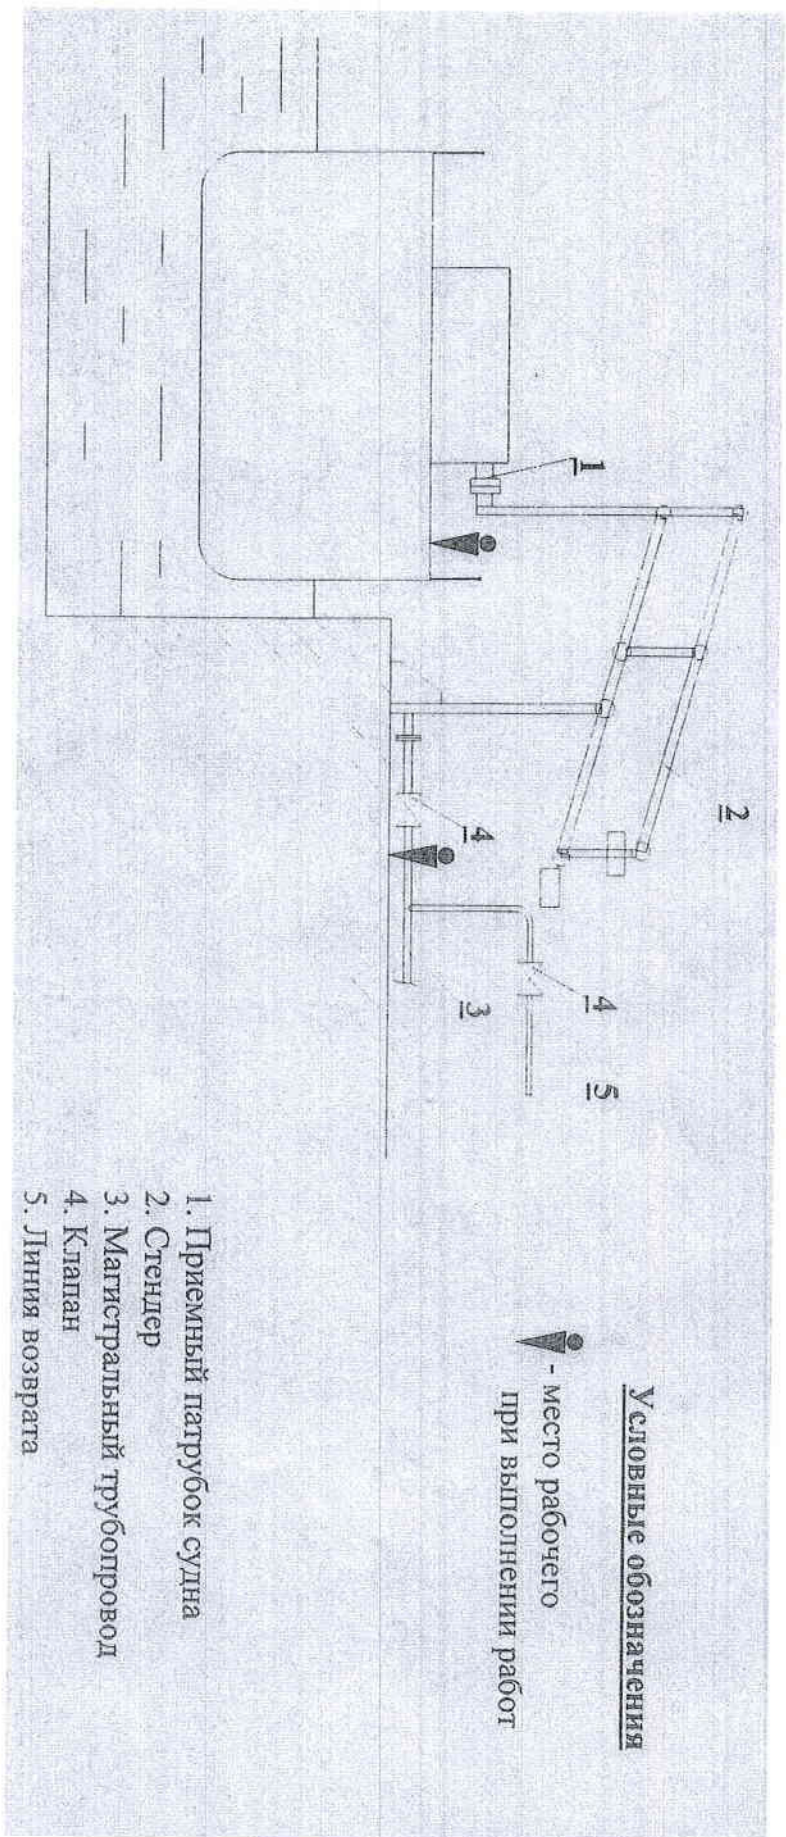 2
1
4
4
3
5
Условные обозначения
- место рабочего
при выполнении работ
1. Приемный патрубок судна
2. Стендер
3. Магистральный трубопровод
4. Клапан
5. Линия возврата